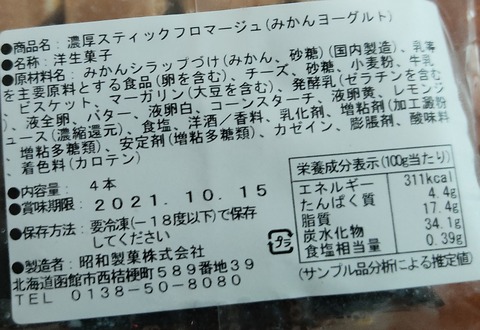 ●商品名: 濃厚スティックフロマージュ(みかんヨーグルト)
●名称: 洋生菓子
●原材料名: みかんシラップづけ(みかん、砂糖)(国内製造)、乳等
を主要原料とする食品(卵を含む)、チーズ、砂糖、小麦粉、牛乳
、ビスケット、マーガリン(大豆を含む)、発酵乳(ゼラチンを含む)
、液全卵、バター、液卵白、コーンスターチ、液卵黄、レモンジ
ュース(濃縮還元)、食塩、洋酒/香料、乳化剤、増粘剤(加工澱粉
、増粘多糖類)、安定剤(増粘多糖類)、カゼイン、膨脹剤、酸味料
、着色料(カロテン)
●内容量: 4本
●賞味期限: 2021.10.15
●保存方法: 要冷凍(-18度以下)で保存
してください
●製造者: 昭和製菓株式会社
北海道函館市西桔梗町589番地39
TEL 0138-50-8080
プラ
栄養成分表示(100g当たり)
エネルギー 311kcal
たんぱく質 4.4g
脂質 17.4g
炭水化物 34.1g
食塩相当量 0.39g
(サンプル品分析による推定値)